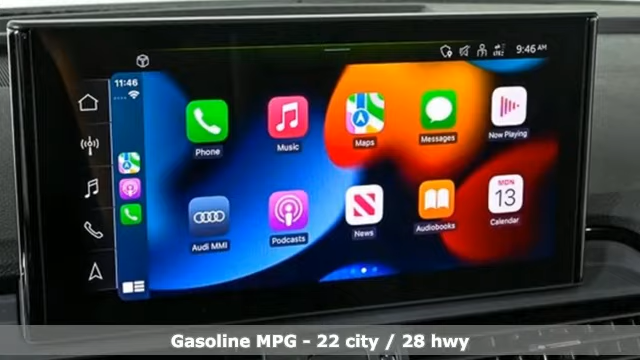 LTE2 9:46 AM
11:46
Phone
Music
Maps
Messages
Now Playing
Audi MMI
Podcasts
News
Audiobooks
MON
13
Calendar
Gasoline MPG - 22 city / 28 hwy